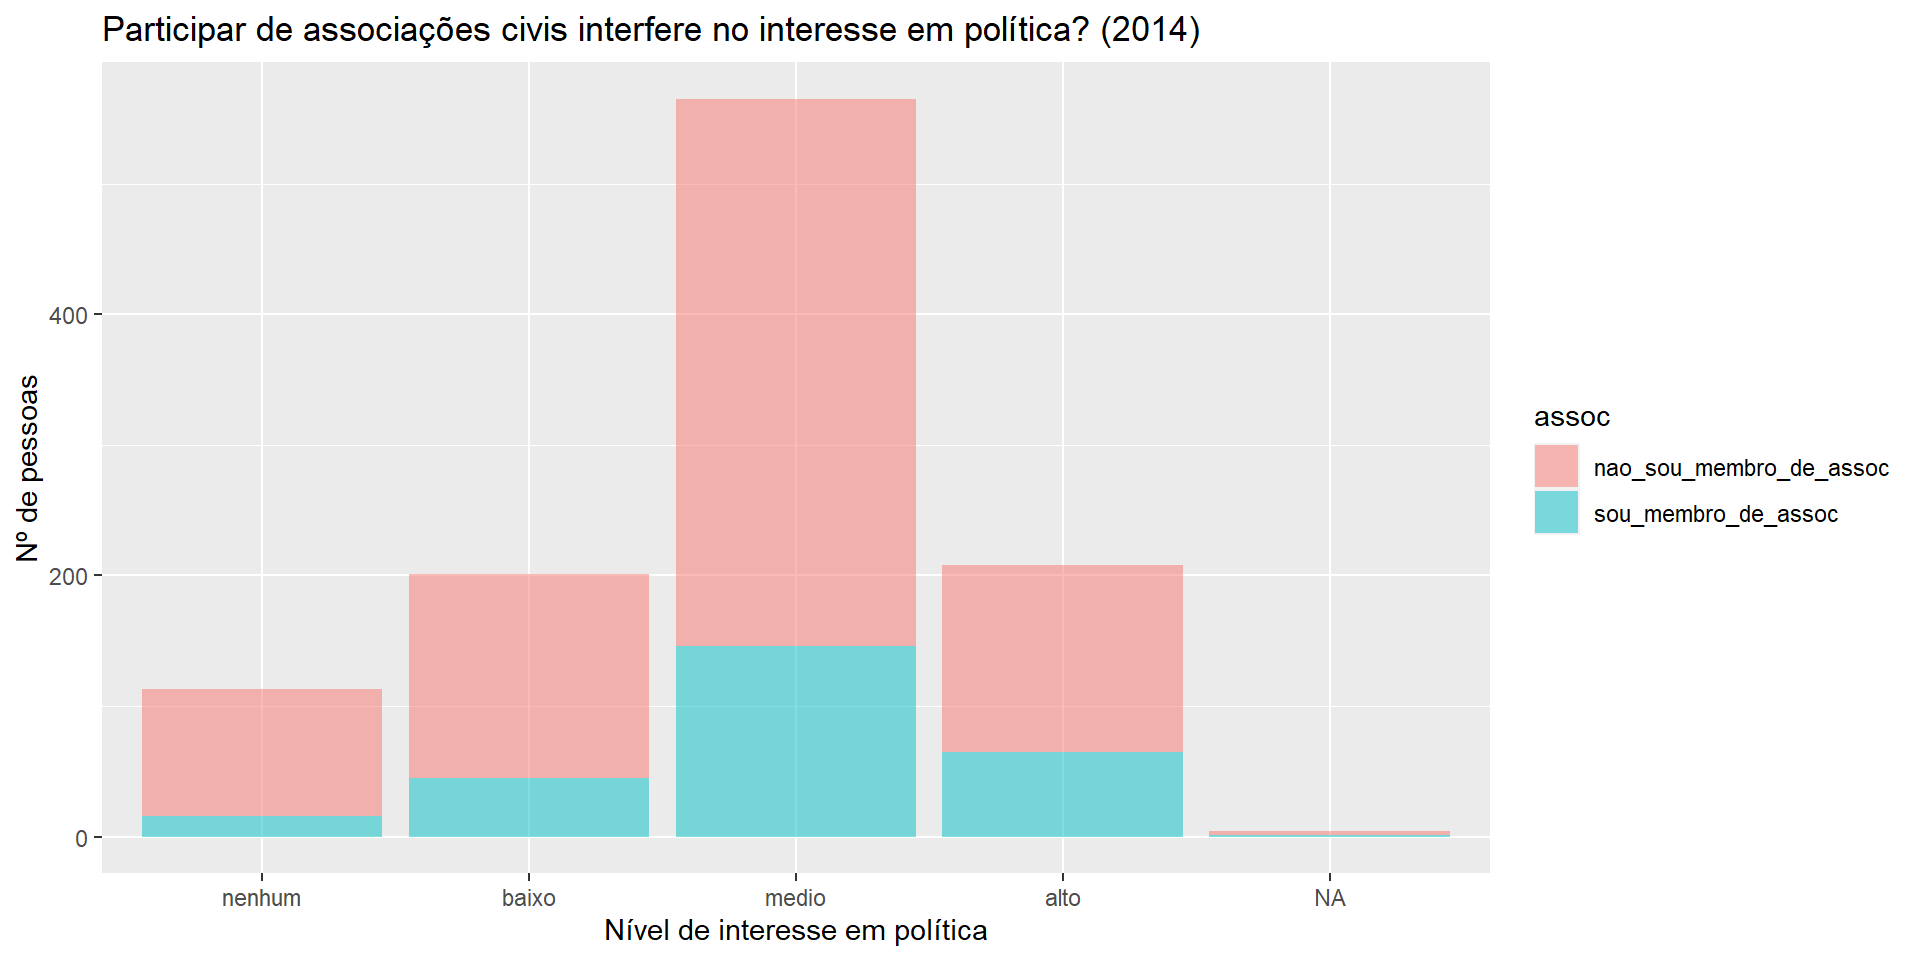 Participar de associações civis interfere no interesse em política? (2014)
Nº de pessoas
400
200
0
nenhum
baixo
medio
alto
NA
Nível de interesse em política
assoc
nao_sou_membro_de_assoc
sou_membro_de_assoc